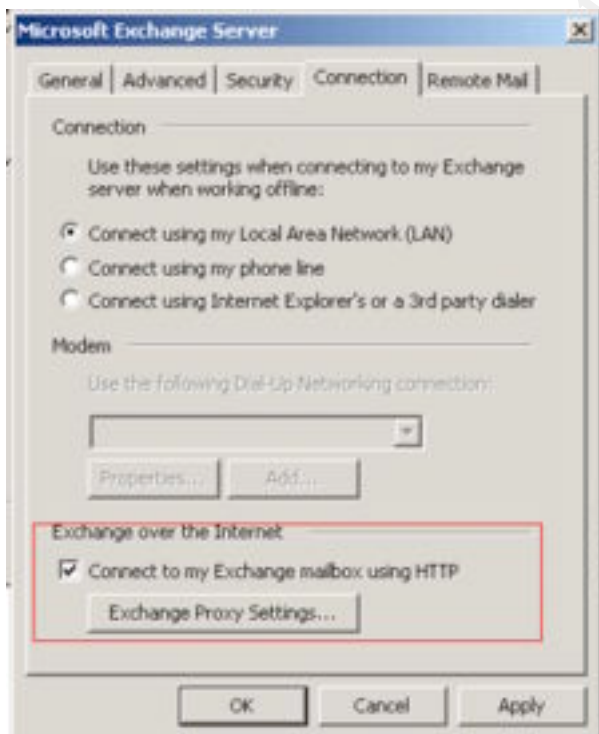 Microsoft Exchange Server
General Advanced Security Connection Remote Mail
Connection
Use these settings when connecting to my Exchange
server when working offline:
Connect using my Local Area Network (LAN)
Connect using my phone line
Connect using Internet Explorer's or a 3rd party dialer
Modem
Use the following Dial-Up Networking connection:
Properties... Add...
Exchange over the Internet
Connect to my Exchange mailbox using HTTP
Exchange Proxy Settings...
OK Cancel Apply